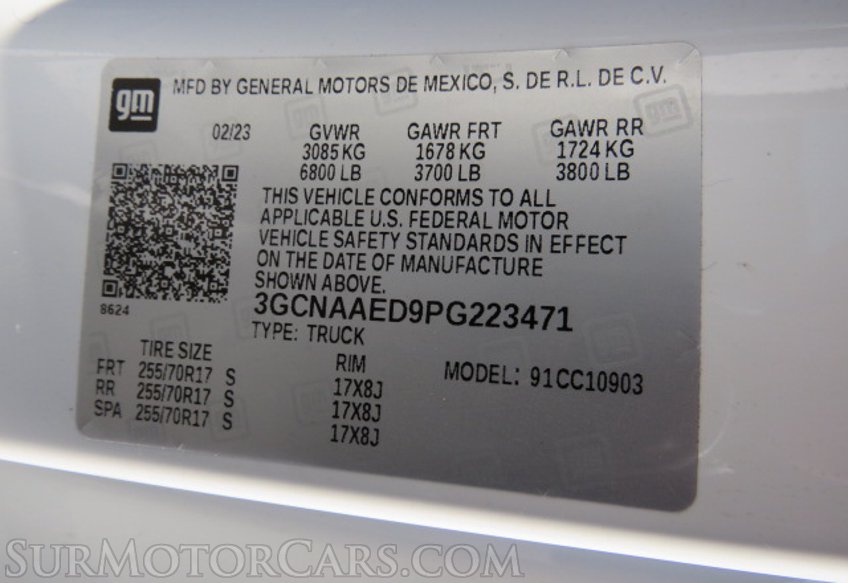 gm
MFD BY GENERAL MOTORS DE MEXICO, S. DE R.L. DE C.V.
02/23 GVWR GAWR FRT GAWR RR
3085 KG 1678 KG 1724 KG
6800 LB 3700 LB 3800 LB
THIS VEHICLE CONFORMS TO ALL
APPLICABLE U.S. FEDERAL MOTOR
VEHICLE SAFETY STANDARDS IN EFFECT
ON THE DATE OF MANUFACTURE
SHOWN ABOVE.
8624
3GCNAAED9PG223471
TYPE: TRUCK
TIRE SIZE RIM MODEL: 91CC10903
FRT 255/70R17 S 17X8J
RR 255/70R17 S 17X8J
SPA 255/70R17 S 17X8J
SURMOTORCARS.COM